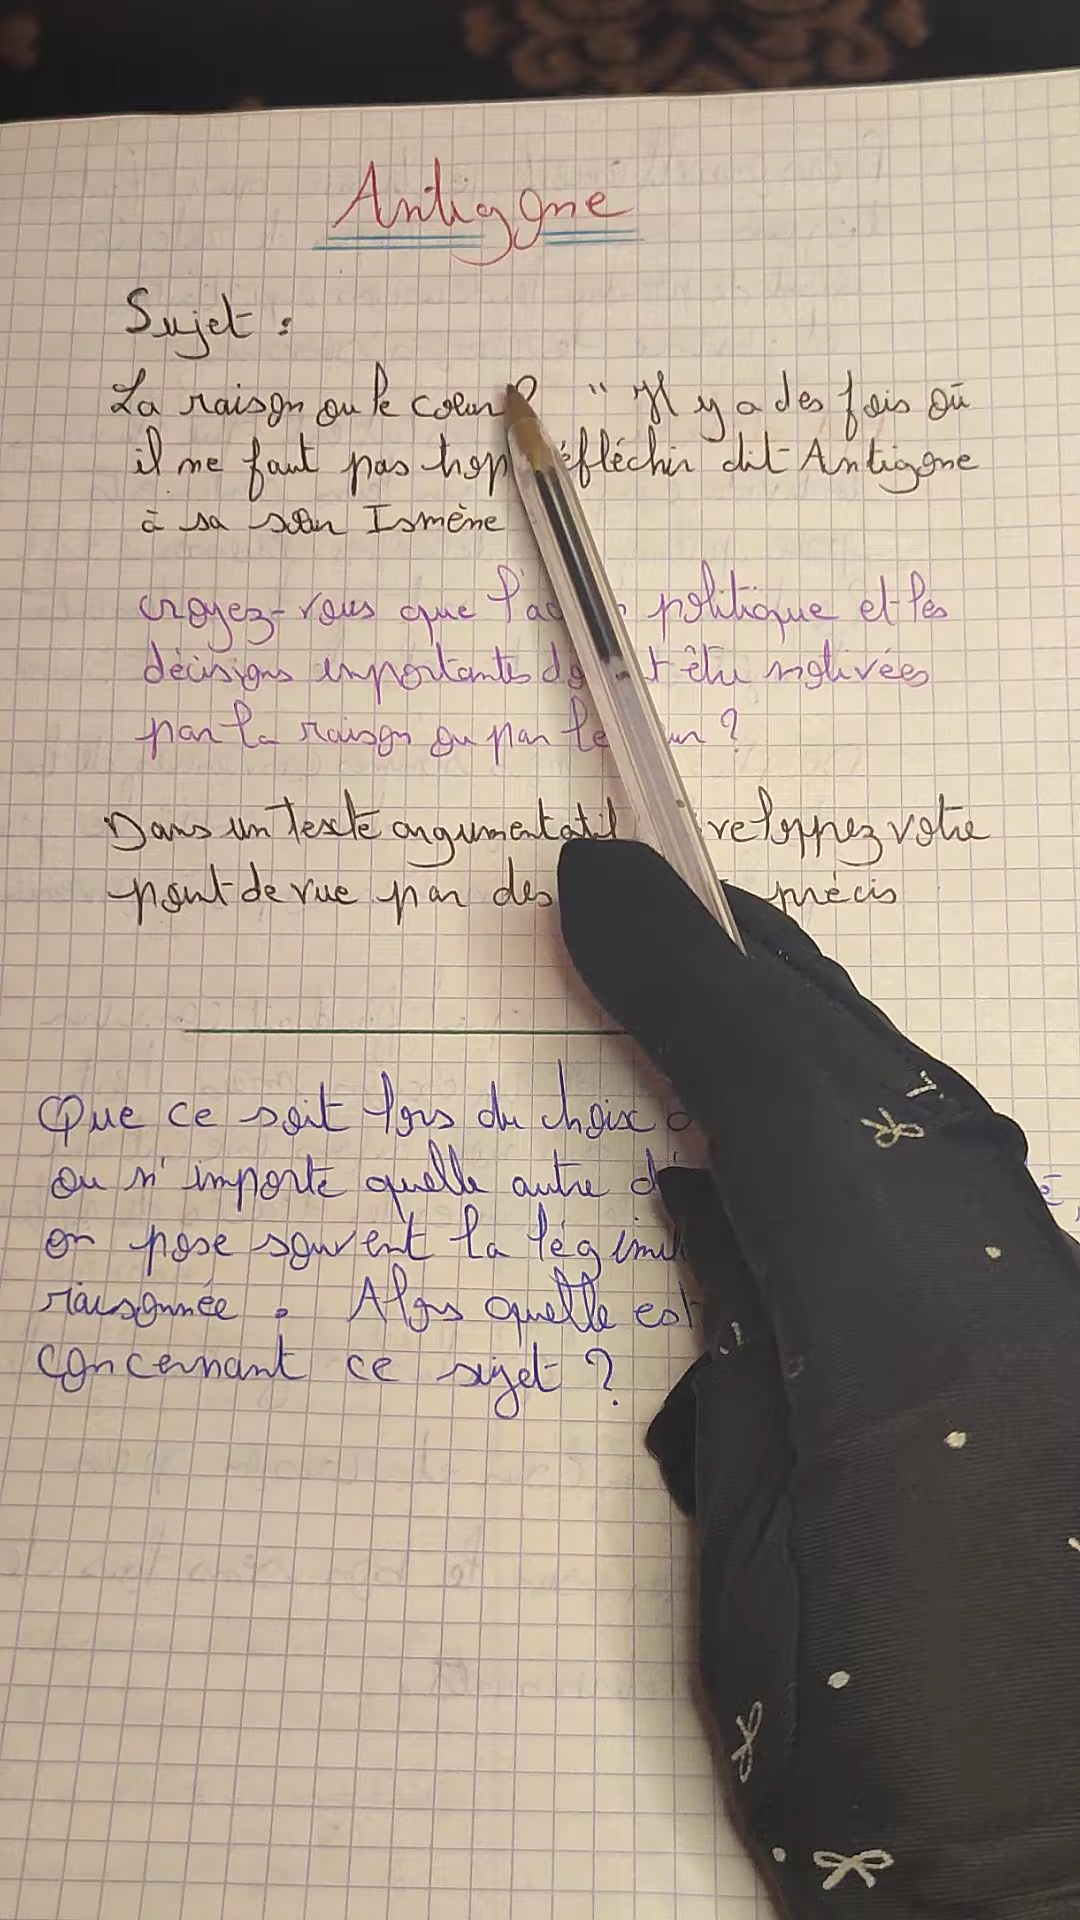 Antigone
Sujet :
La raison ou le cœur ? " Il y a des fois où
il ne faut pas trop réfléchir dit Antigone
à sa sœur Ismène
croyez-vous que politique et les
décisions importantes être motivées
par la raison ou par le ?
Dans un texte argumentatif votre
point de vue par des précis
Que ce soit lors du choix
ou n'importe quelle autre
on pose souvent la
raisonnée . Alors quelle est
concernant ce sujet ?